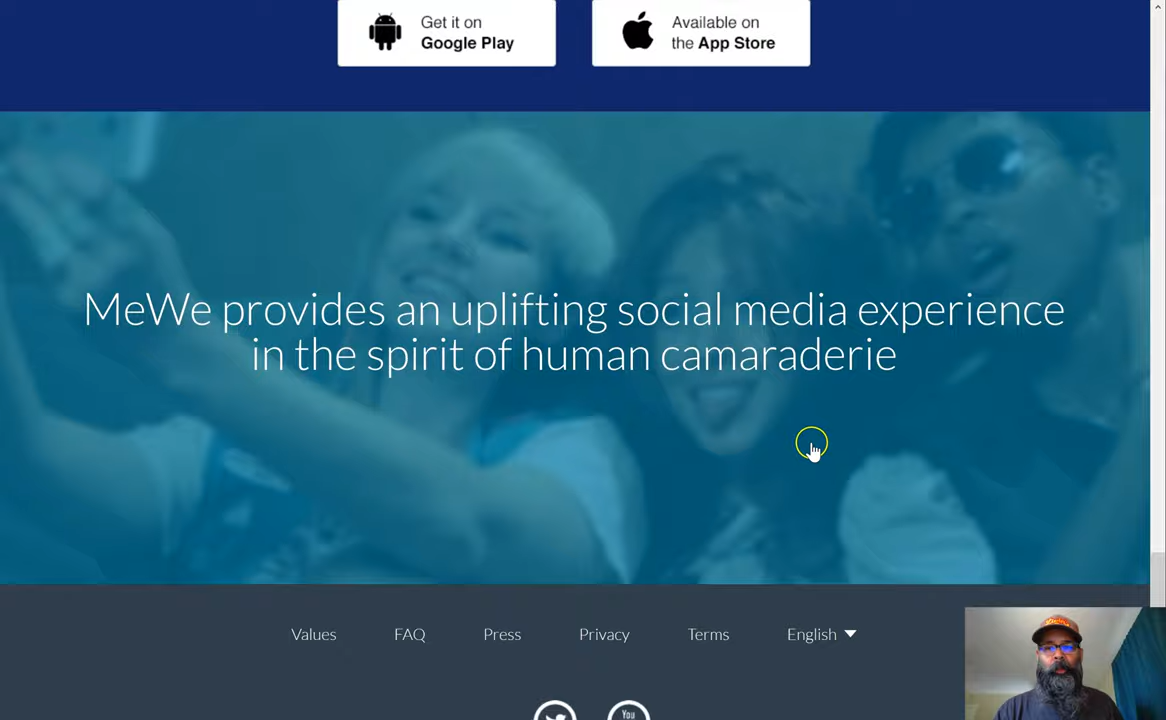 Get it on
Google Play
Available on
the App Store
MeWe provides an uplifting social media experience
in the spirit of human camaraderie
Values FAQ Press Privacy Terms English
You